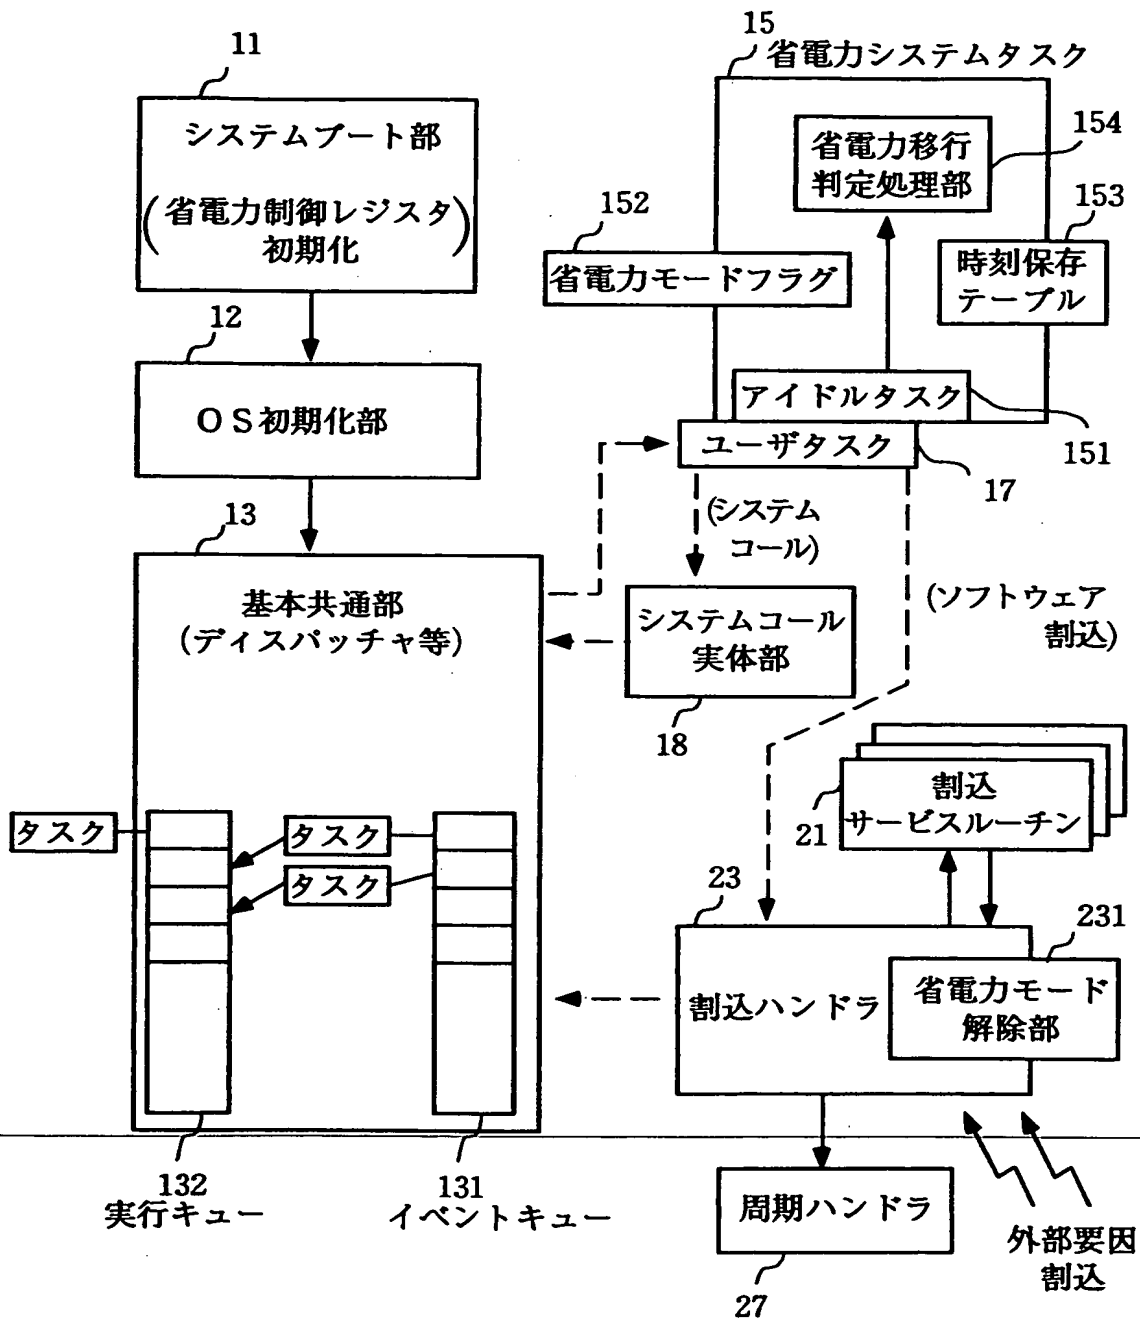 11
システムブート部
(省電力制御レジスタ
初期化)
12
OS初期化部
13
基本共通部
(ディスパッチャ等)
タスク
タスク
タスク
132
実行キュー
131
イベントキュー
15
省電力システムタスク
154
省電力移行
判定処理部
152
省電力モードフラグ
153
時刻保存
テーブル
アイドルタスク
151
ユーザタスク
17
(システム
コール)
(ソフトウェア
割込)
システムコール
実体部
18
割込
サービスルーチン
21
23
231
割込ハンドラ
省電力モード
解除部
周期ハンドラ
27
外部要因
割込